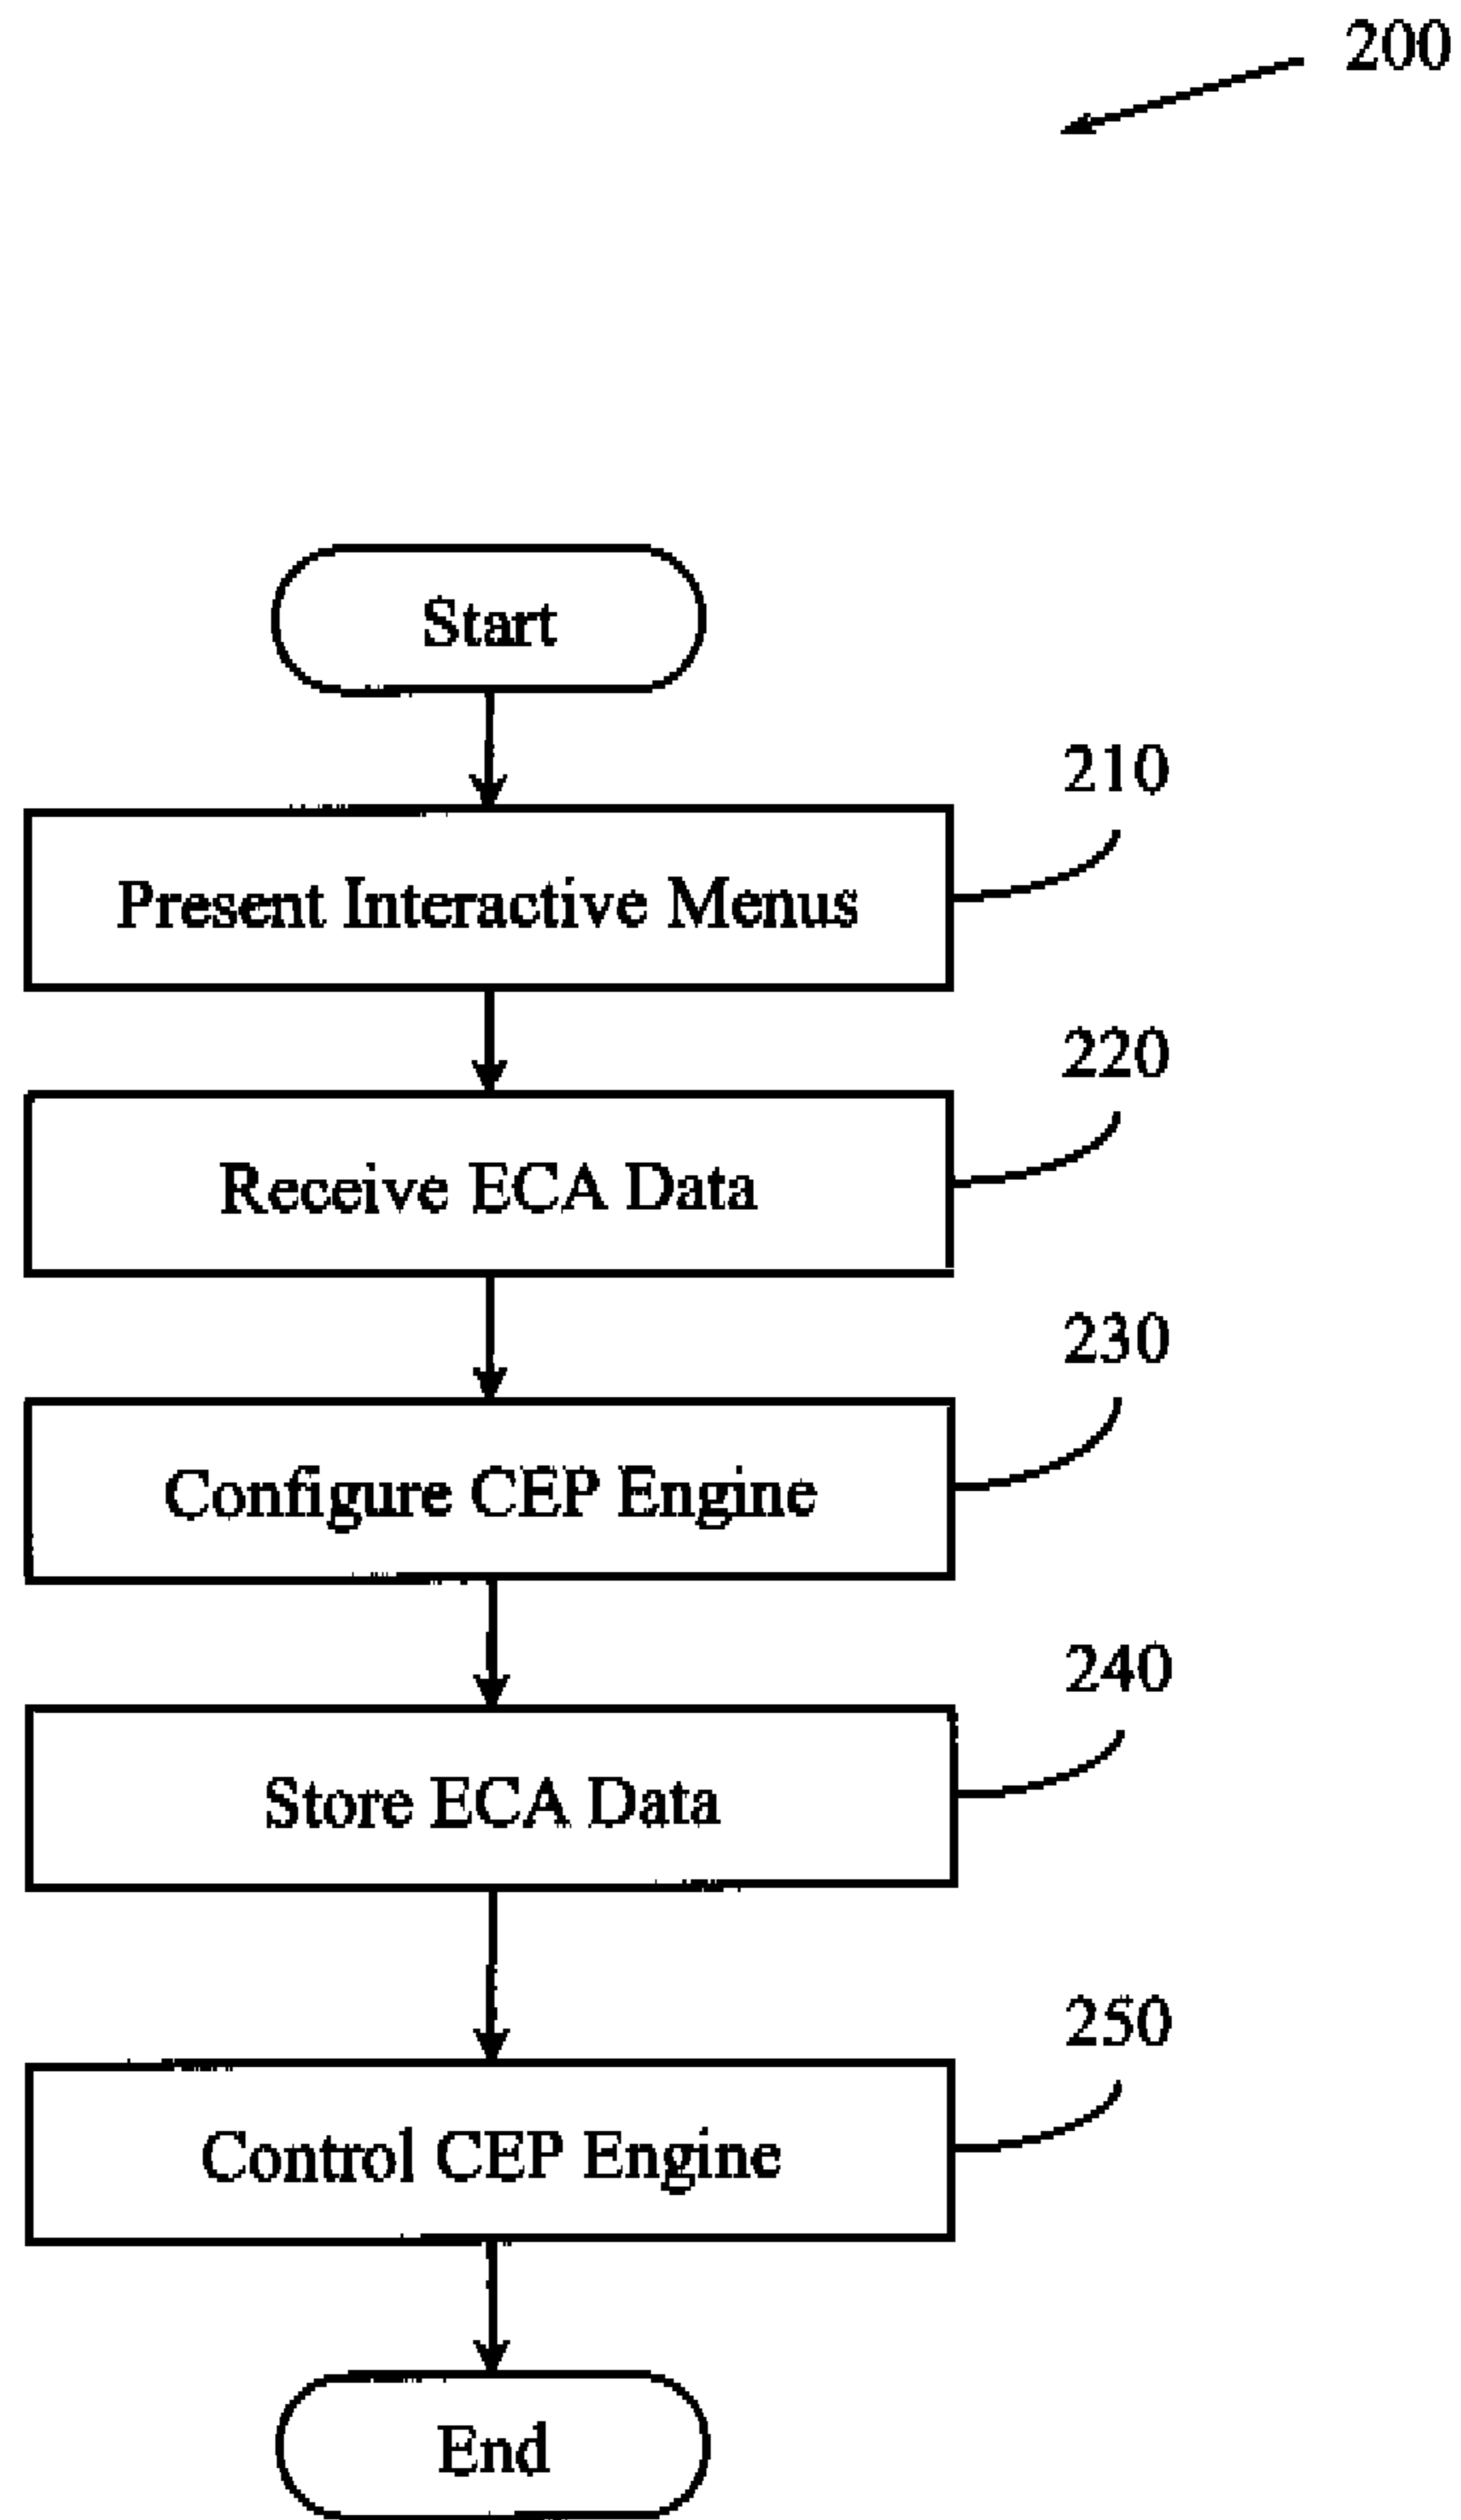 200
Start
210
Present Interactive Menus
220
Receive ECA Data
230
Configure CEP Engine
240
Store ECA Data
250
Control CEP Engine
End